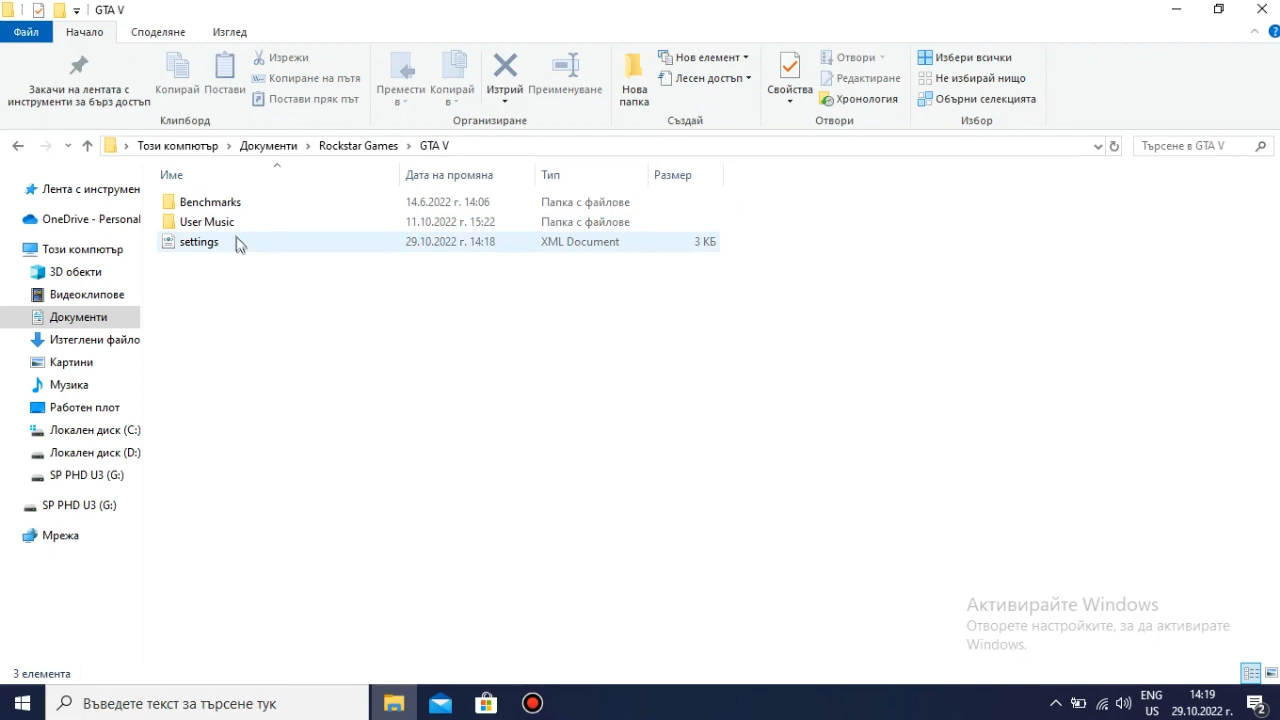 GTA V
Файл Начало Споделяне Изглед
Закачи на лентата с инструменти за бърз достъп
Копирай
Постави
Изрежи
Копиране на пътя
Постави пряк път
Клипборд
Премести в
Копирай в
Изтрий
Преименуване
Организиране
Нова папка
Нов елемент
Лесен достъп
Създай
Свойства
Отвори
Редактиране
Хронология
Отвори
Избери всички
Не избирай нищо
Обърни селекцията
Избор
Този компютър › Документи › Rockstar Games › GTA V
Търсене в GTA V
Име Дата на промяна Тип Размер
Benchmarks 14.6.2022 г. 14:06 Папка с файлове
User Music 11.10.2022 г. 15:22 Папка с файлове
settings 29.10.2022 г. 14:18 XML Document 3 КБ
Лента с инструмен
OneDrive - Personal
Този компютър
3D обекти
Видеоклипове
Документи
Изтеглени файло
Картини
Музика
Работен плот
Локален диск (C:)
Локален диск (D:)
SP PHD U3 (G:)
SP PHD U3 (G:)
Мрежа
Активирайте Windows
Отворете настройките, за да активирате
Windows.
3 елемента
Въведете текст за търсене тук
ENG
US
14:19
29.10.2022 г.
2